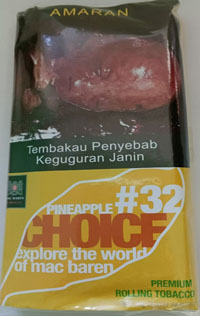 AMARAN
Tembakau Penyebab
Keguguran Janin
PINEAPPLE #32
CHOICE
explore the world
of mac baren
PREMIUM
ROLLING TOBACCO